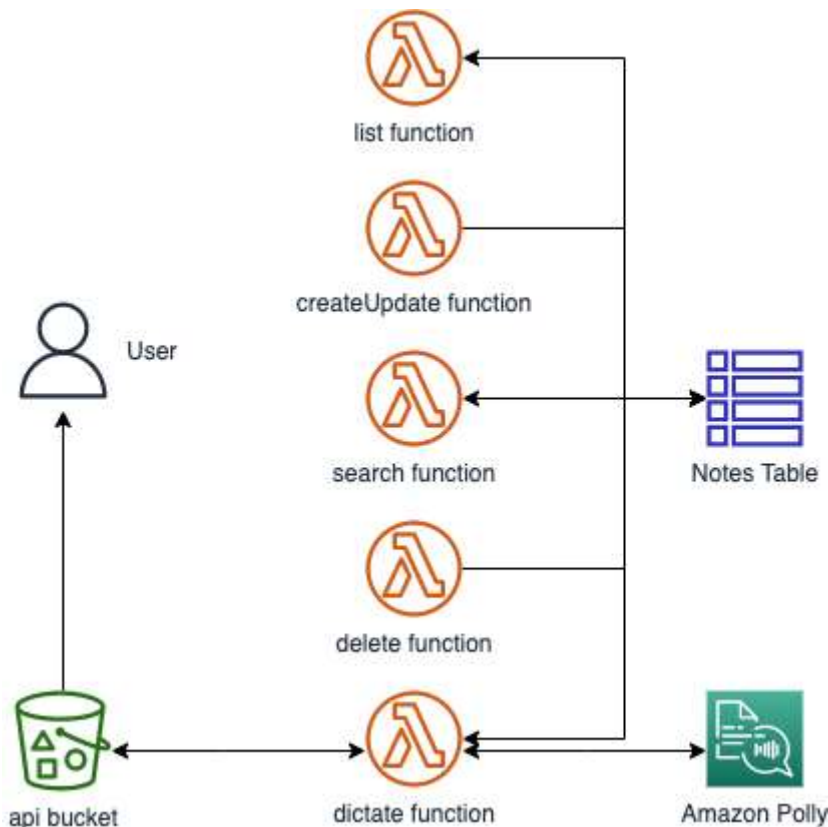 list function
createUpdate function
User
search function
Notes Table
delete function
api bucket
dictate function
Amazon Polly